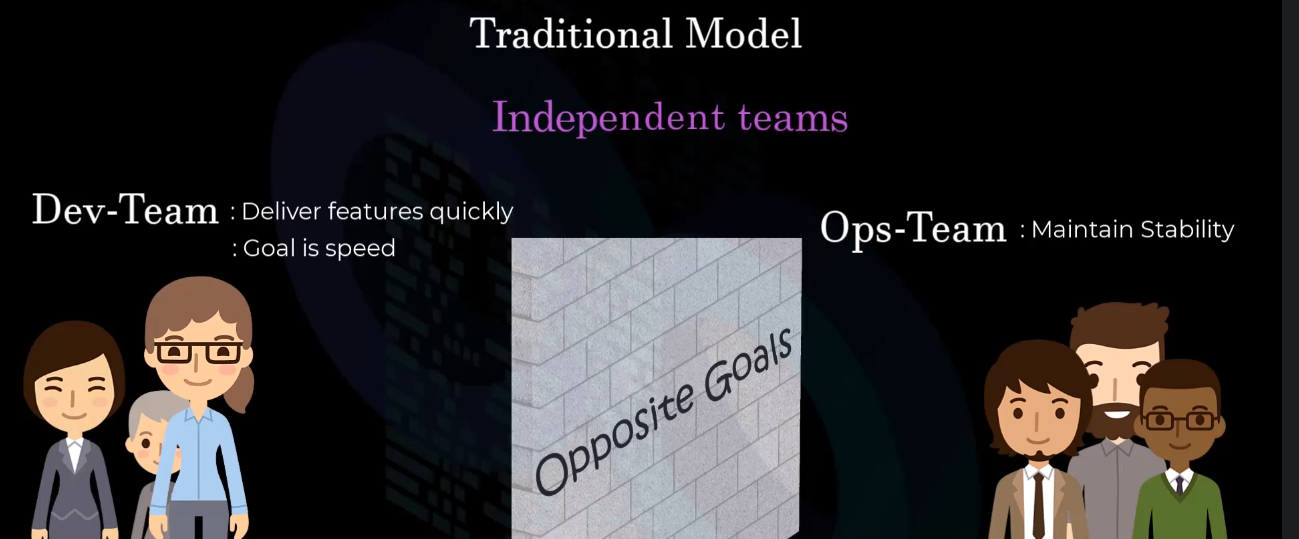 Traditional Model
Independent teams
Dev-Team : Deliver features quickly
: Goal is speed
Ops-Team : Maintain Stability
Opposite Goals